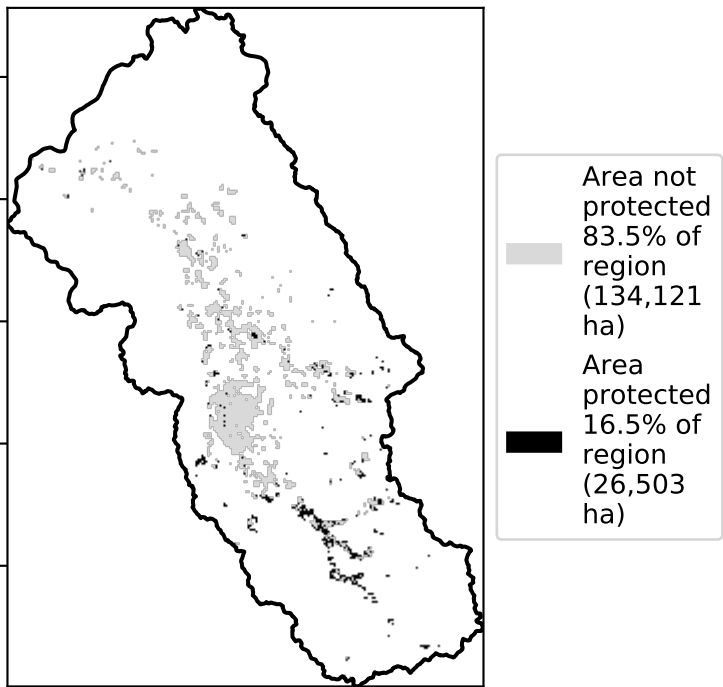 Area not
protected
83.5% of
region
(134,121
ha)
Area
protected
16.5% of
region
(26,503
ha)